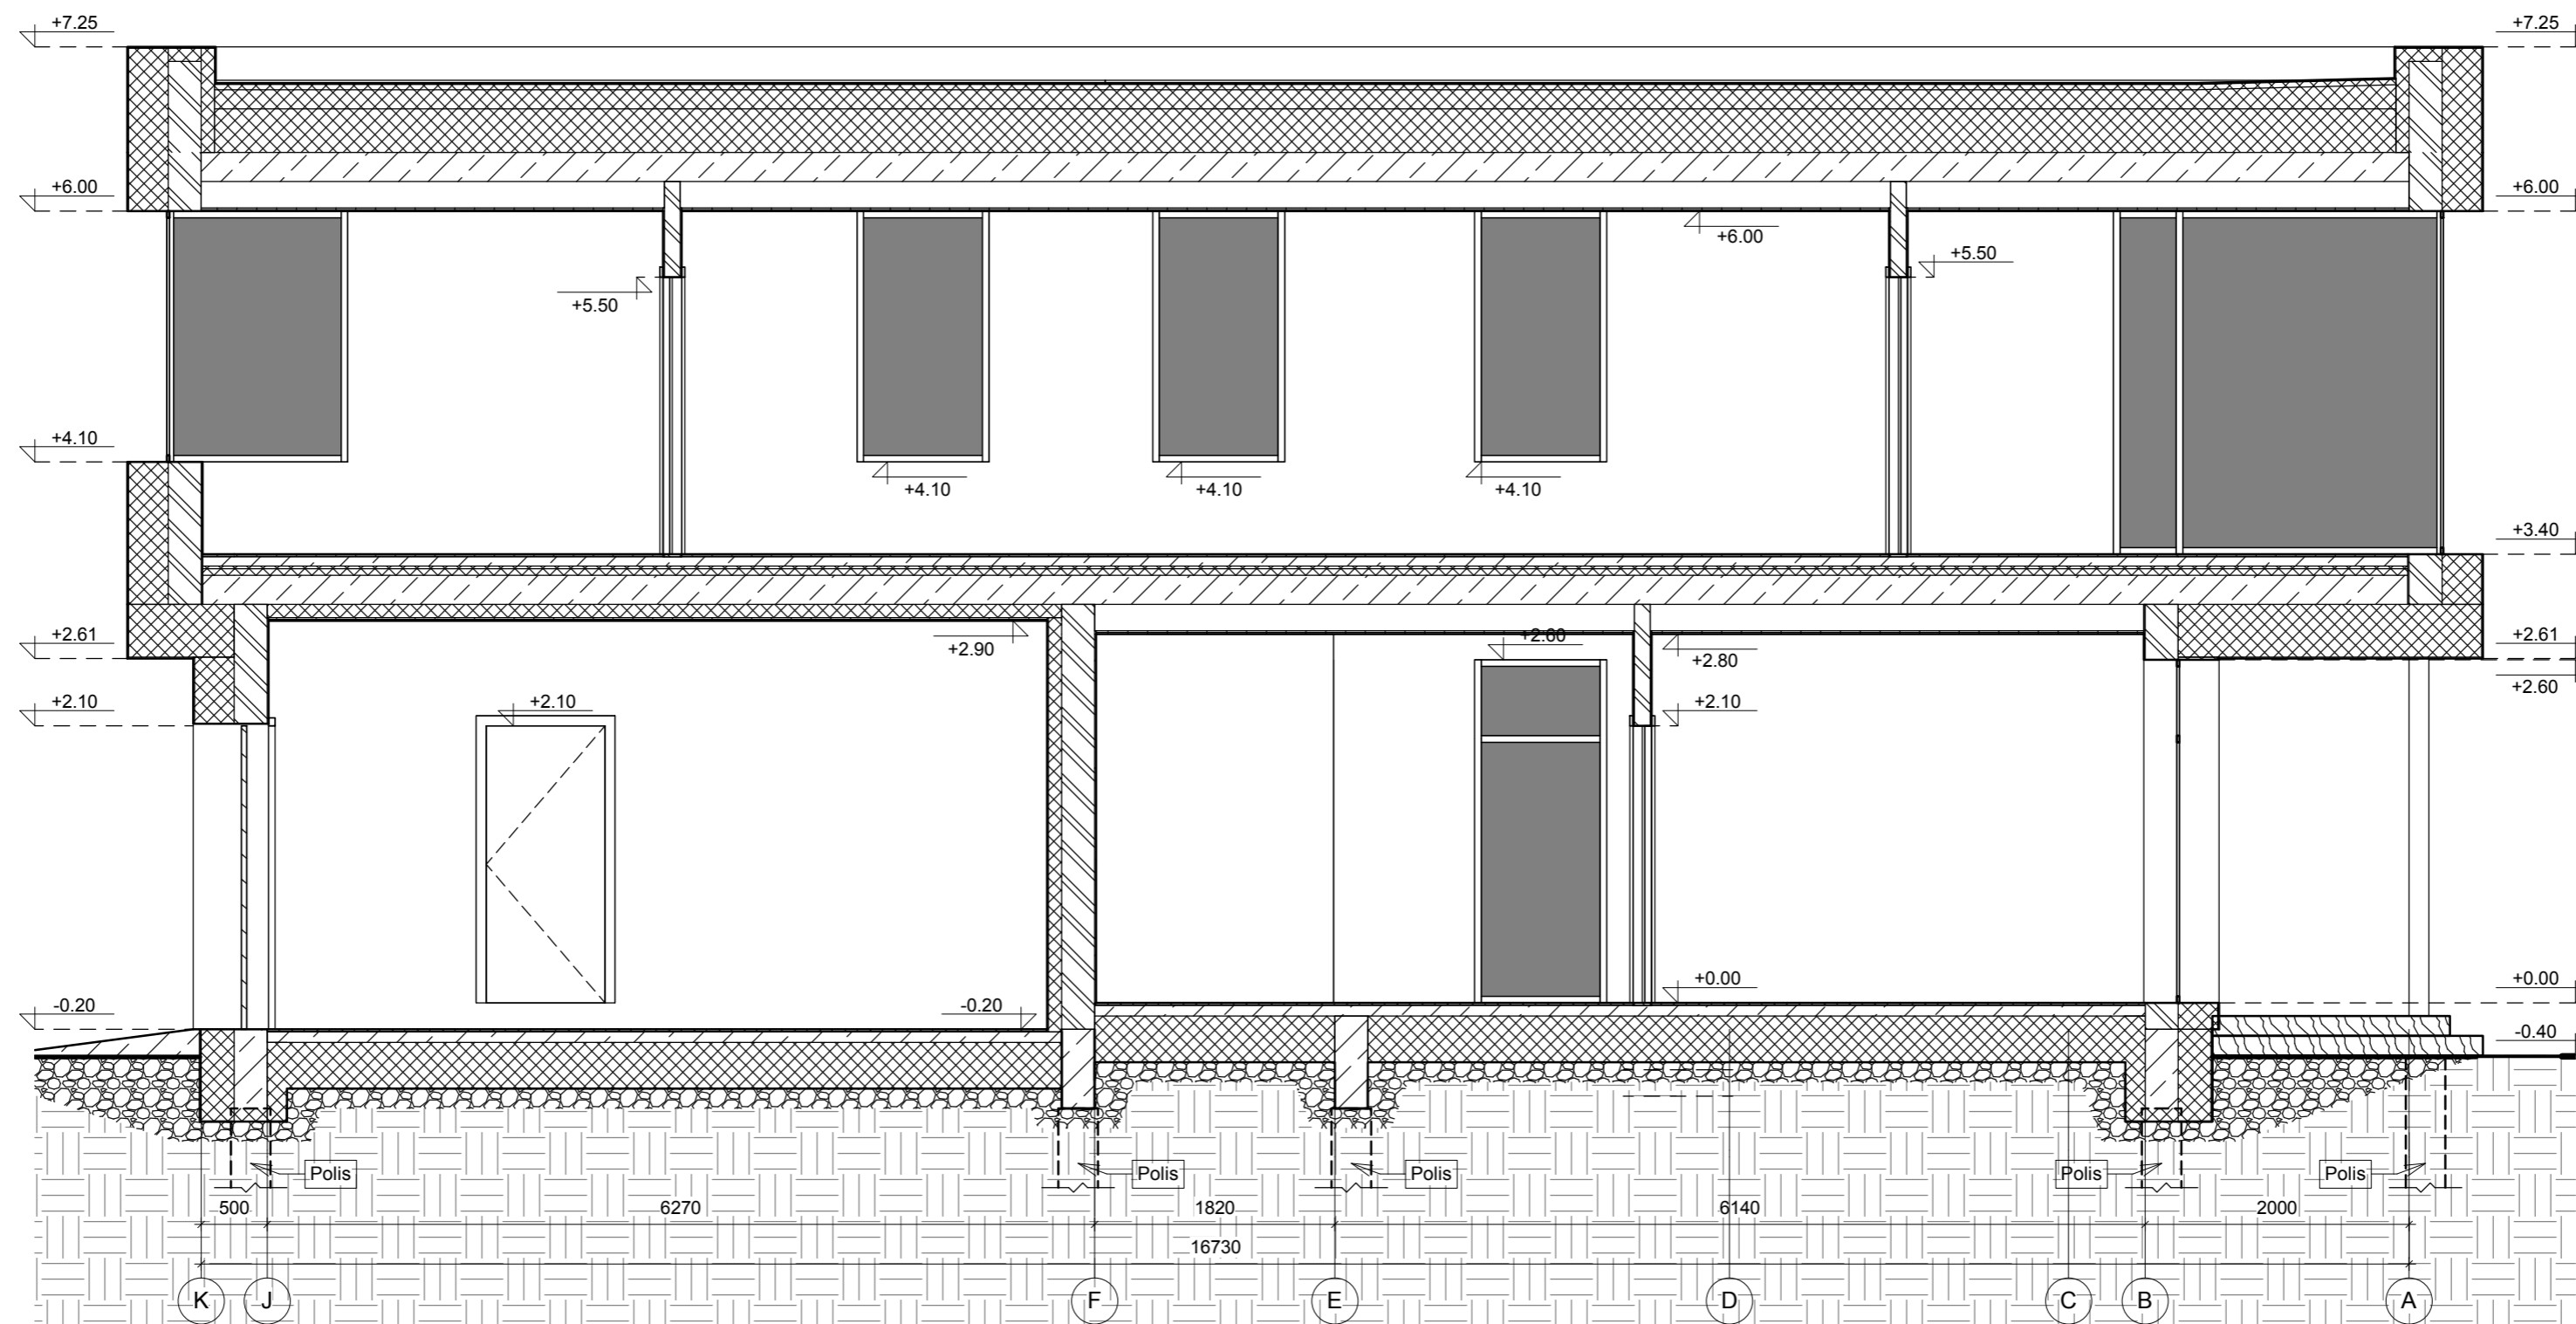 +7.25 +7.25
+6.00 +6.00
+6.00
+5.50
+5.50
+4.10
+4.10 +4.10 +4.10
+3.40
+2.61 +2.60 +2.61
+2.90 +2.80
+2.60
+2.10 +2.10 +2.10
-0.20 -0.20 +0.00 +0.00
-0.40
Polis Polis Polis Polis Polis
500 6270 1820 6140 2000
16730
K J F E D C B A